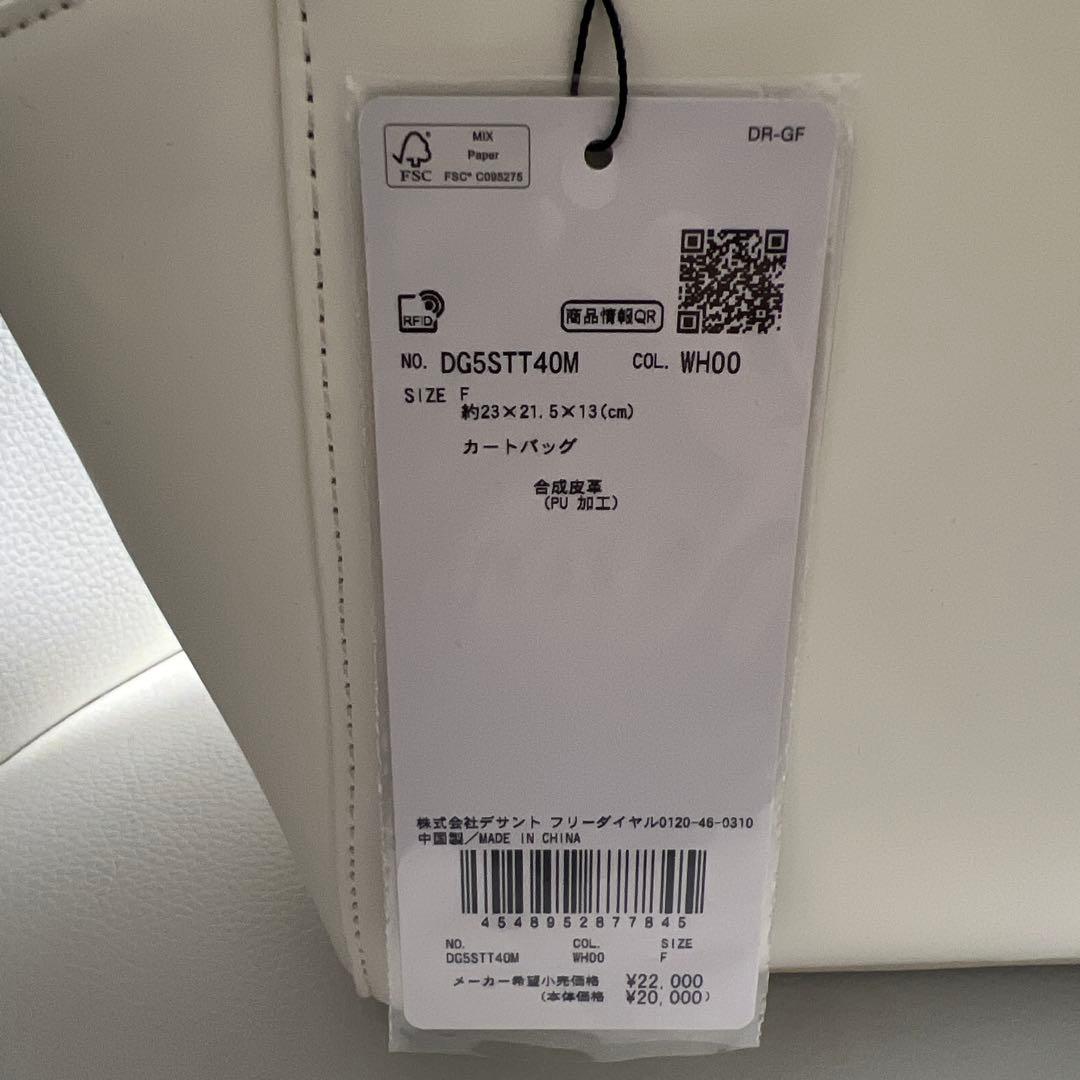 MIX
Paper
FSC
FSC® C095275
DR-GF
RFID
商品情報QR
NO. DG5STT40M COL. WH00
SIZE F
約23×21.5×13(cm)
カートバッグ
合成皮革
(PU 加工)
株式会社デサント フリーダイヤル0120-46-0310
中国製/MADE IN CHINA
4548952877845
NO. COL. SIZE
DG5STT40M WH00 F
メーカー希望小売価格 ¥22,000
(本体価格 ¥20,000)